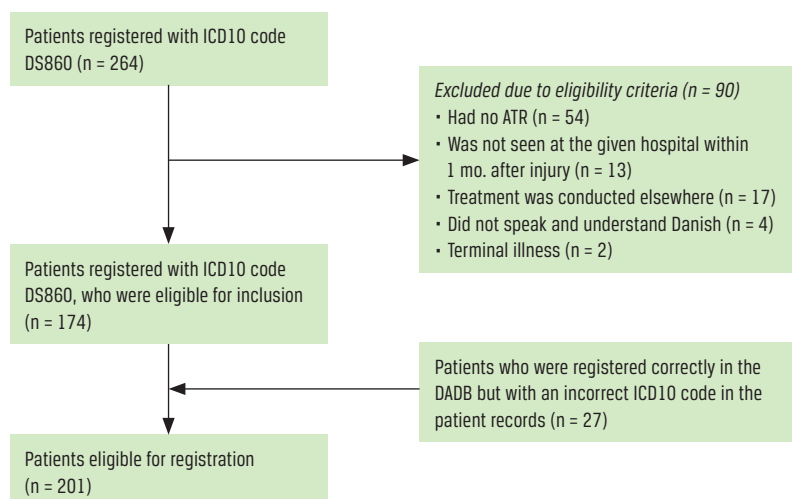 Patients registered with ICD10 code
DS860 (n = 264)
Excluded due to eligibility criteria (n = 90)
· Had no ATR (n = 54)
· Was not seen at the given hospital within
1 mo. after injury (n = 13)
· Treatment was conducted elsewhere (n = 17)
· Did not speak and understand Danish (n = 4)
· Terminal illness (n = 2)
Patients registered with ICD10 code
DS860, who were eligible for inclusion
(n = 174)
Patients who were registered correctly in the
DADB but with an incorrect ICD10 code in the
patient records (n = 27)
Patients eligible for registration
(n = 201)